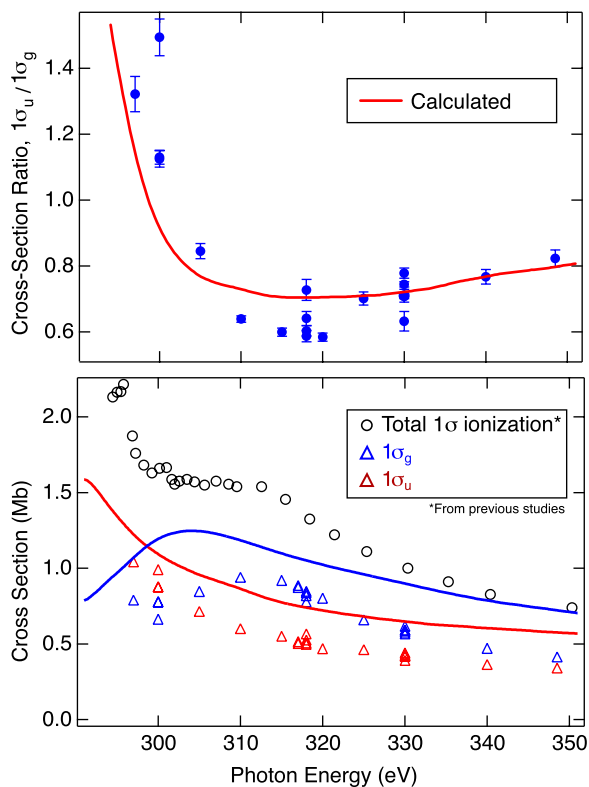 1.4
1.2
1.0
0.8
0.6
Cross-Section Ratio, 1σu / 1σg
Calculated
2.0
1.5
1.0
0.5
0.0
Cross Section (Mb)
Total 1σ ionization*
1σg
1σu
*From previous studies
300 310 320 330 340 350
Photon Energy (eV)